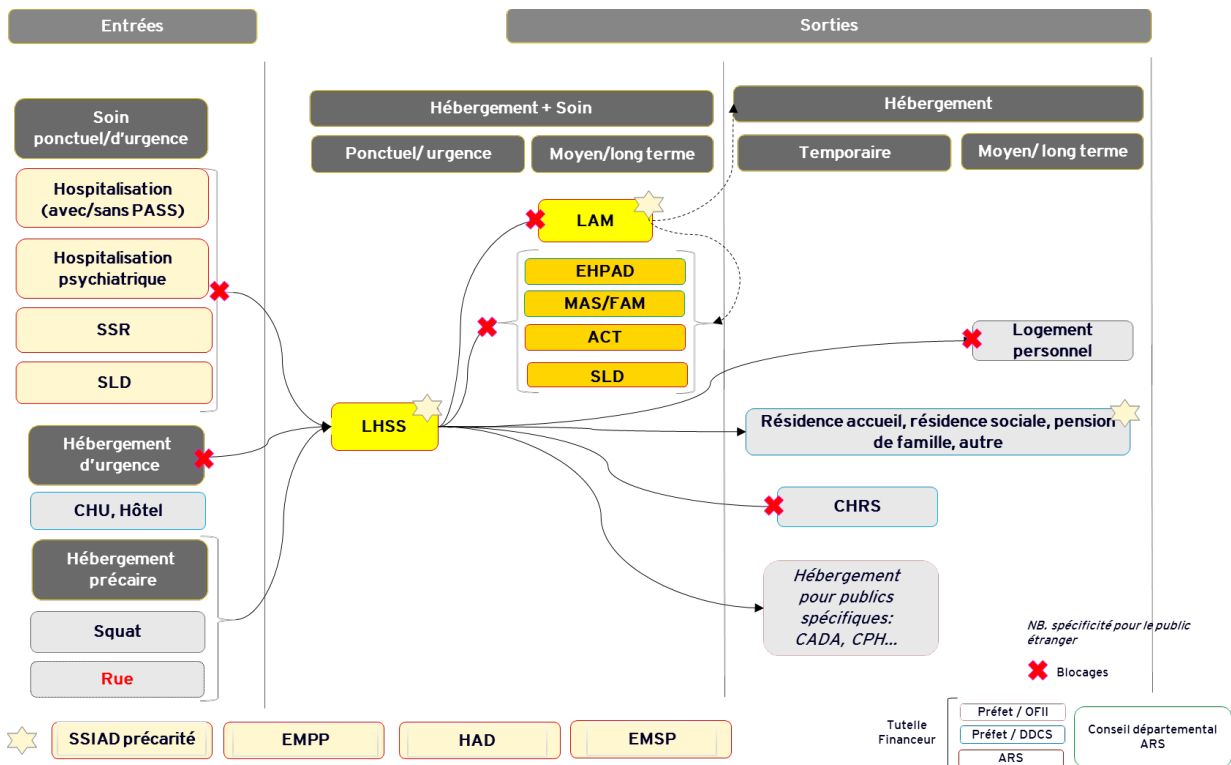 Entrées
Sorties
Soin
ponctuel/d'urgence
Hébergement + Soin
Hébergement
Ponctuel/ urgence
Moyen/long terme
Temporaire
Moyen/ long terme
Hospitalisation
(avec/sans PASS)
Hospitalisation
psychiatrique
SSR
SLD
Hébergement
d'urgence
CHU, Hôtel
Hébergement
précaire
Squat
Rue
LHSS
LAM
EHPAD
MAS/FAM
ACT
SLD
Logement
personnel
Résidence accueil, résidence sociale, pension
de famille, autre
CHRS
Hébergement
pour publics
spécifiques:
CADA, CPH...
NB. spécificité pour le public
étranger
Blocages
SSIAD précarité
EMPP
HAD
EMSP
Tutelle
Financeur
Préfet / OFII
Préfet / DDCS
ARS
Conseil départemental
ARS